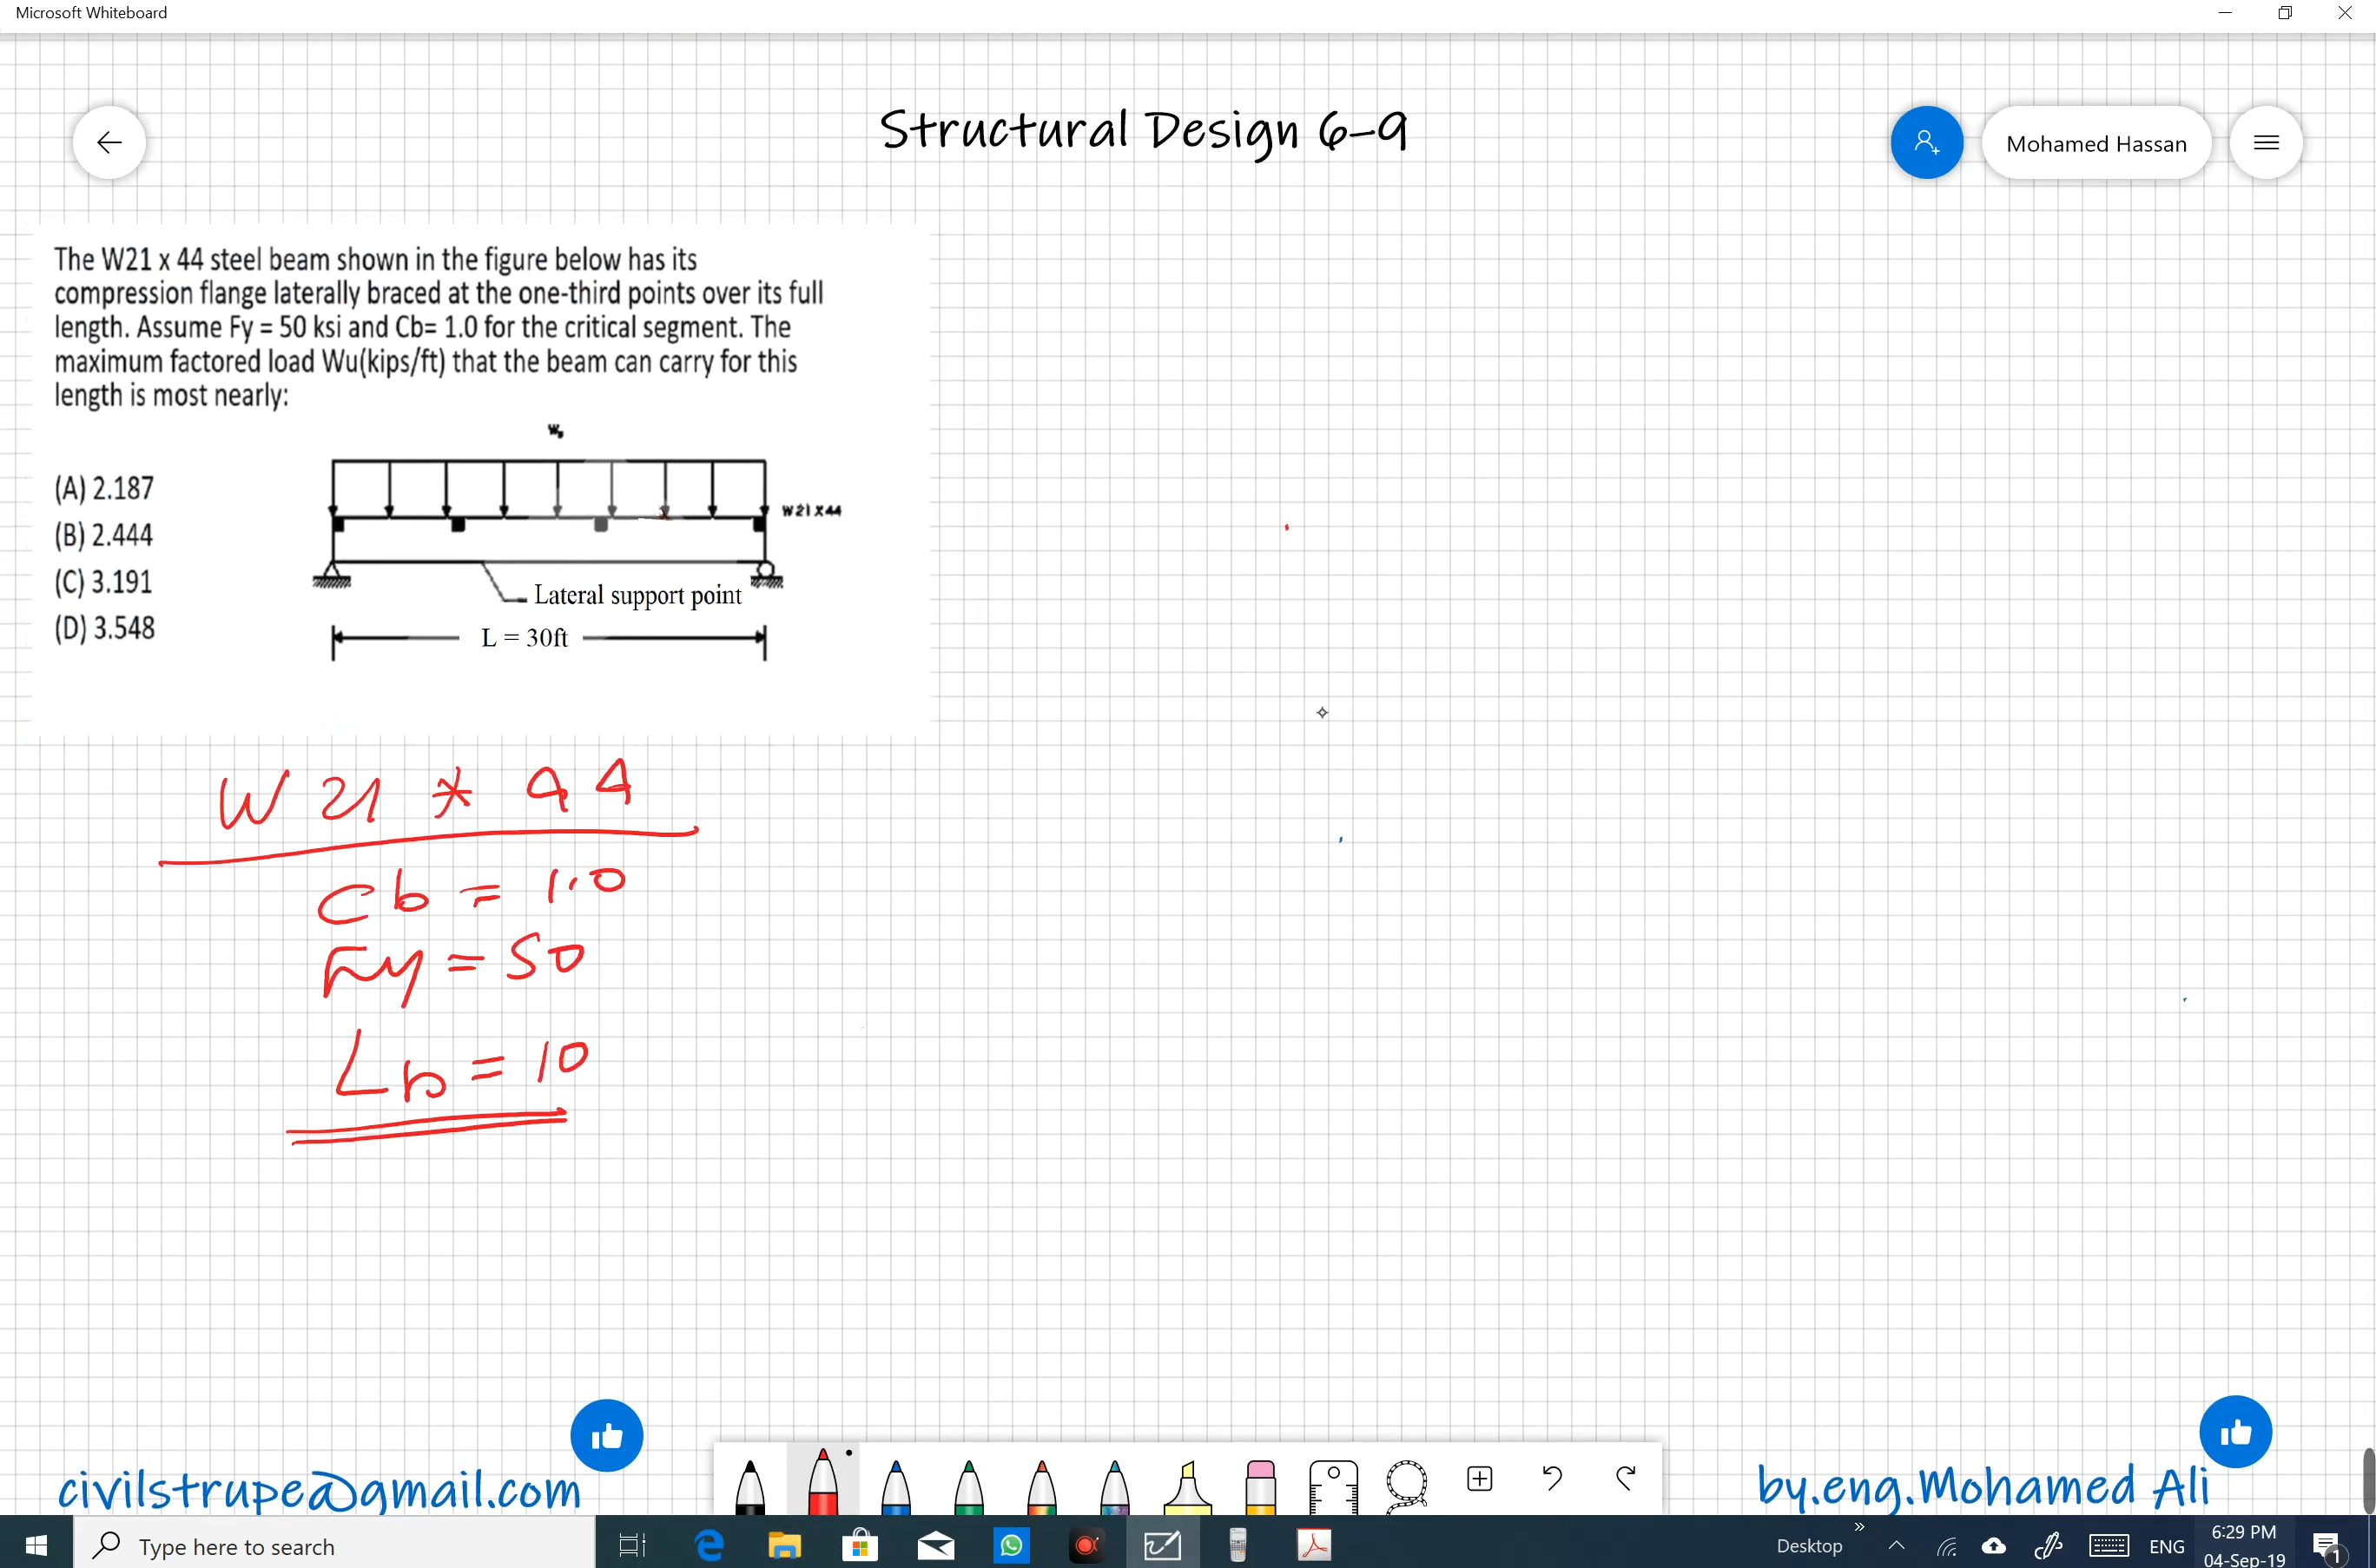 Microsoft Whiteboard
Structural Design 6-9
Mohamed Hassan
The W21 x 44 steel beam shown in the figure below has its
compression flange laterally braced at the one-third points over its full
length. Assume Fy = 50 ksi and Cb= 1.0 for the critical segment. The
maximum factored load Wu(kips/ft) that the beam can carry for this
length is most nearly:
(A) 2.187
(B) 2.444
(C) 3.191
(D) 3.548
W21X44
Lateral support point
L = 30ft
W 21 * 44
Cb = 1.0
Fy = 50
Lb = 10
civilstrupe@gmail.com
by.eng.Mohamed Ali
Type here to search
Desktop
ENG
6:29 PM
04-Sep-19
1